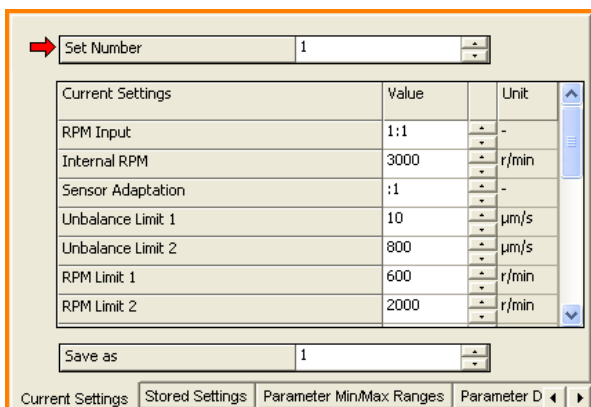 Set Number 1
Current Settings Value Unit
RPM Input 1:1 -
Internal RPM 3000 r/min
Sensor Adaptation :1 -
Unbalance Limit 1 10 µm/s
Unbalance Limit 2 800 µm/s
RPM Limit 1 600 r/min
RPM Limit 2 2000 r/min
Save as 1
Current Settings Stored Settings Parameter Min/Max Ranges Parameter D